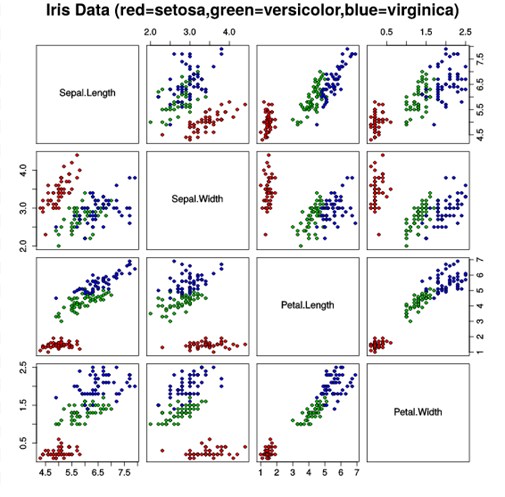 Iris Data (red=setosa,green=versicolor,blue=virginica)
2.0 3.0 4.0
0.5 1.5 2.5
Sepal.Length
4.5 5.5 6.5 7.5
2.0 3.0 4.0
Sepal.Width
Petal.Length
1 2 3 4 5 6 7
0.5 1.5 2.5
Petal.Width
4.5 5.5 6.5 7.5
1 2 3 4 5 6 7